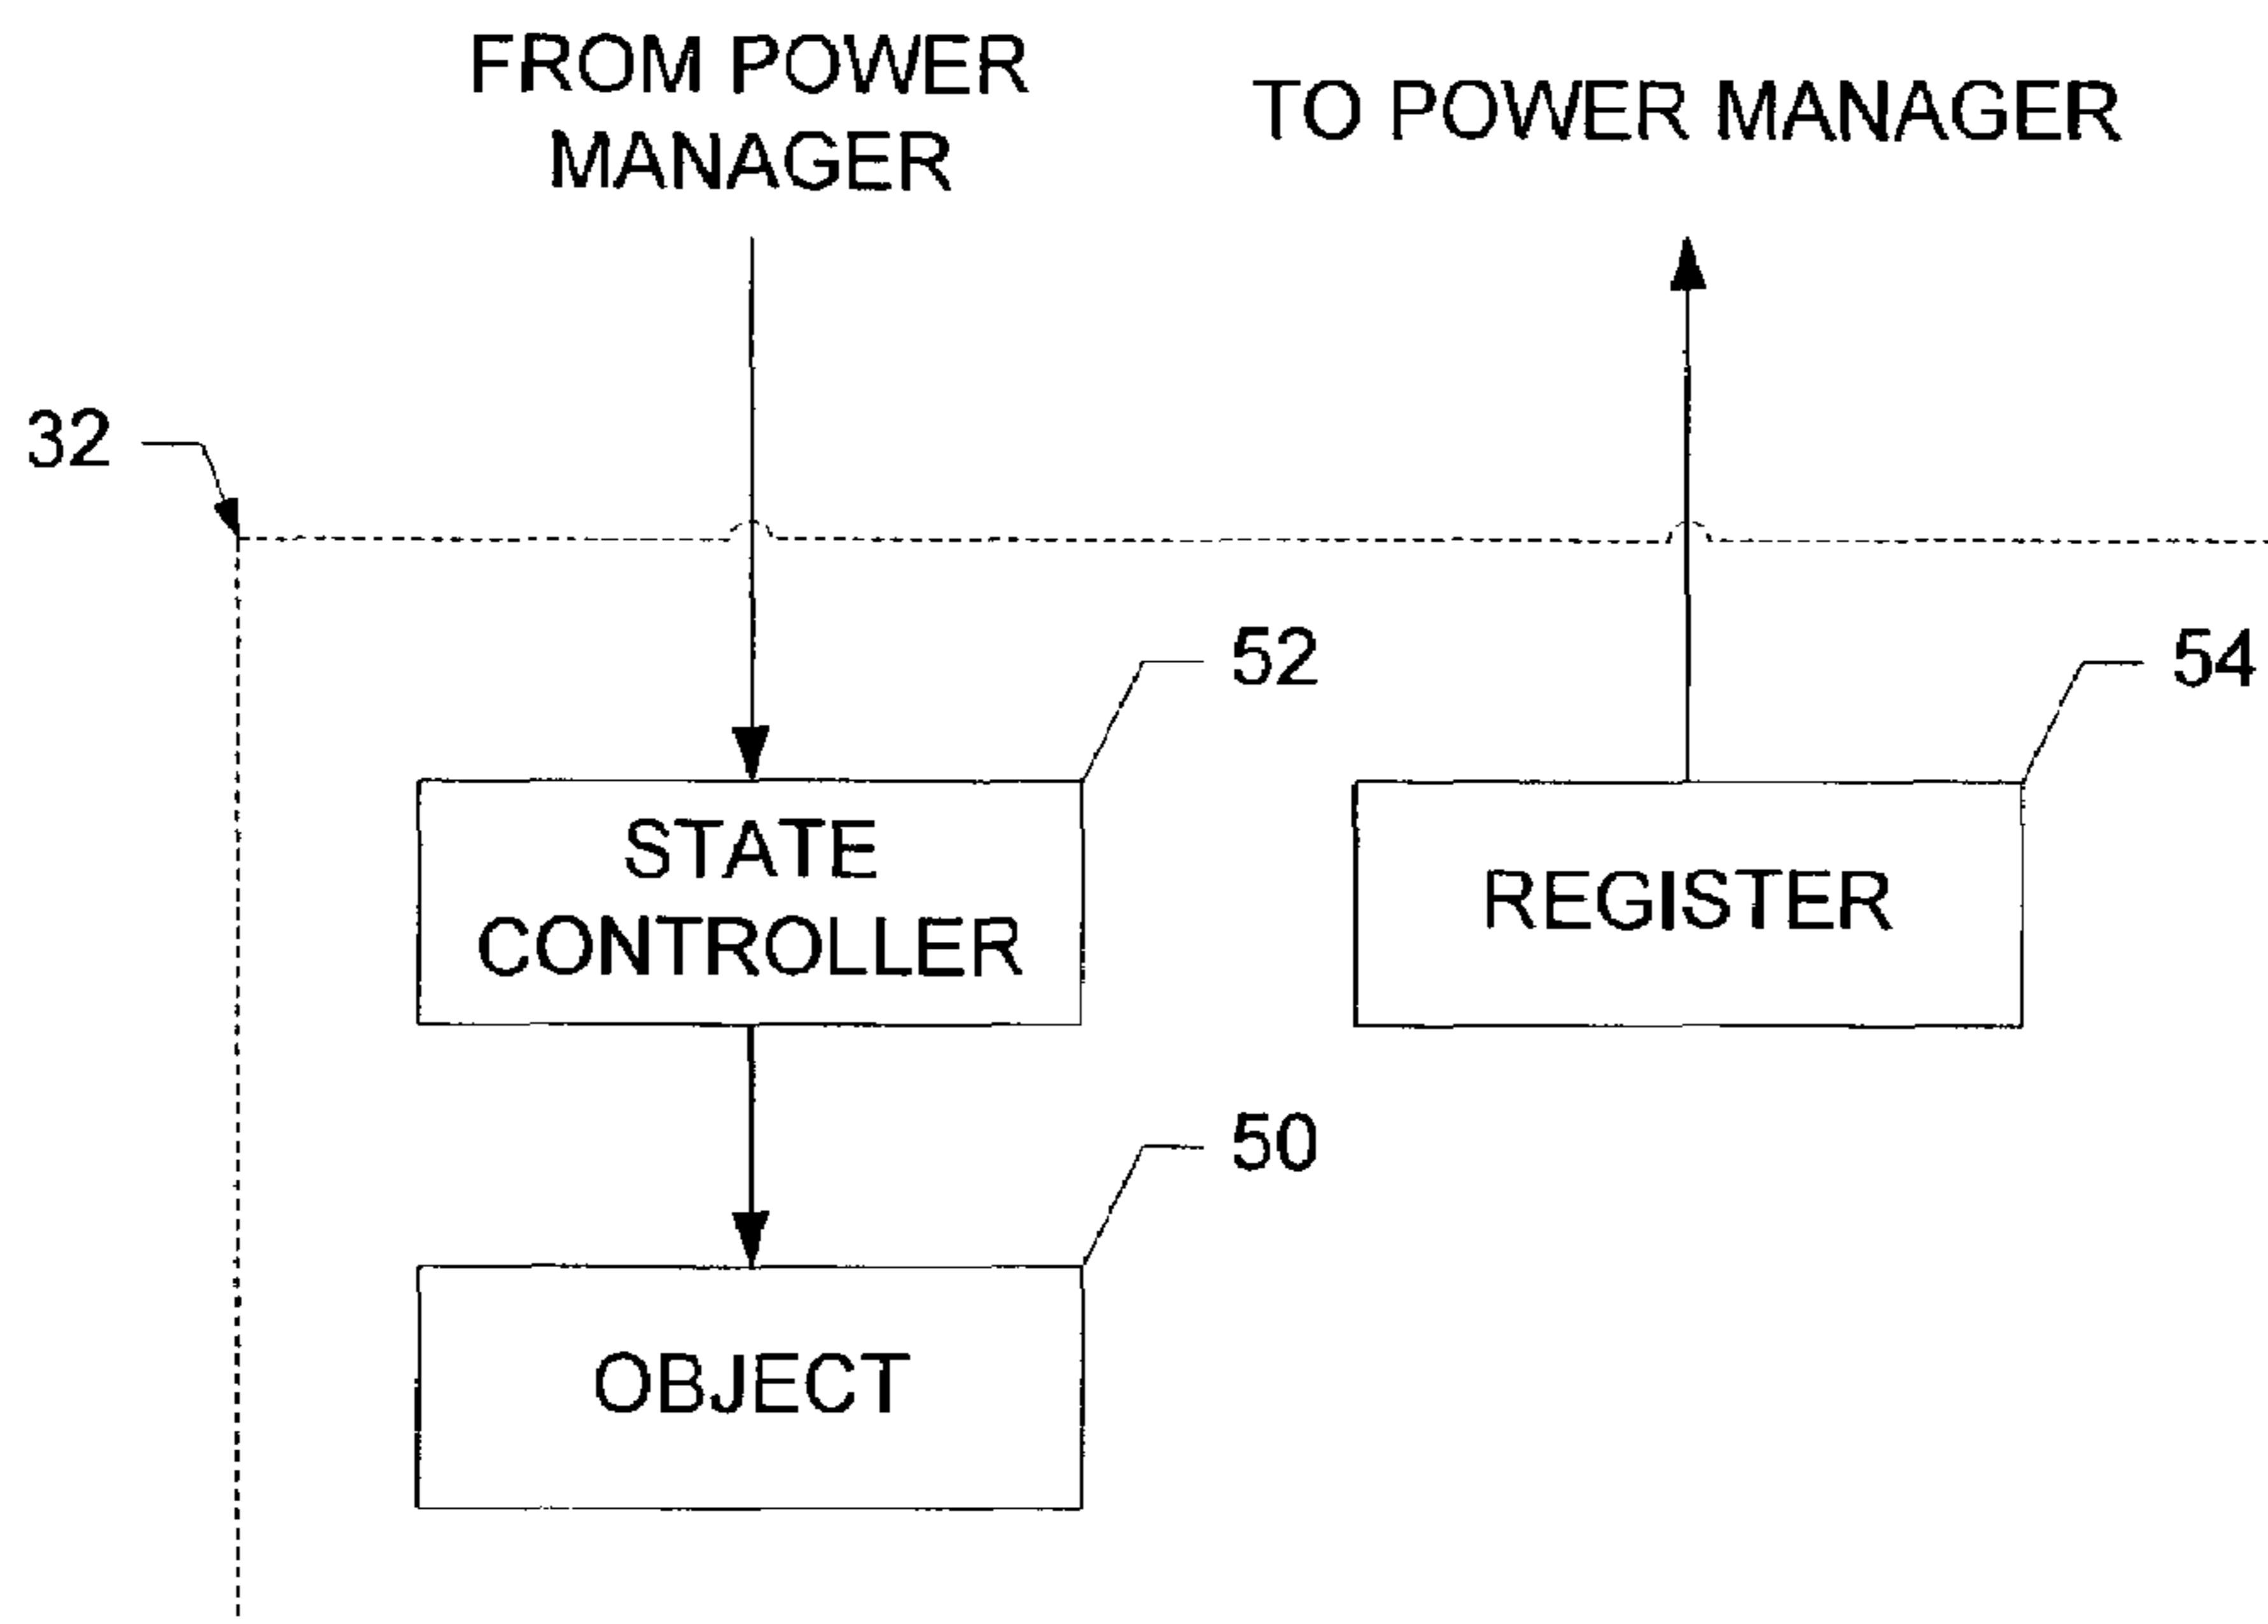 FROM POWER
MANAGER
TO POWER MANAGER
32
52
54
STATE
CONTROLLER
REGISTER
50
OBJECT